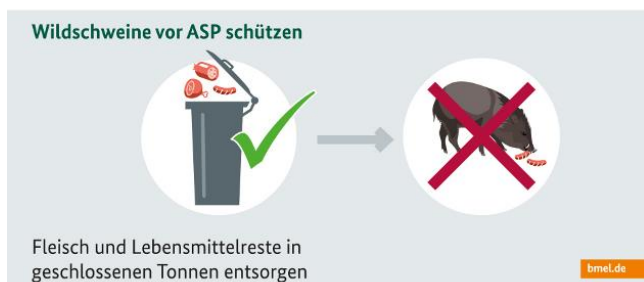 Wildschweine vor ASP schützen
Fleisch und Lebensmittelreste in
geschlossenen Tonnen entsorgen
bmel.de